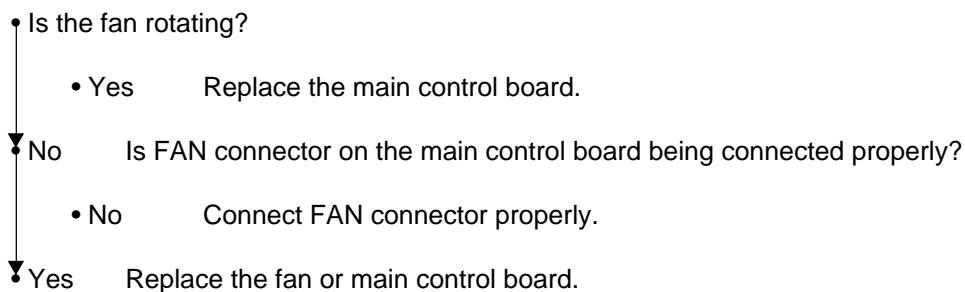 • Is the fan rotating?
• Yes Replace the main control board.
• No Is FAN connector on the main control board being connected properly?
• No Connect FAN connector properly.
• Yes Replace the fan or main control board.